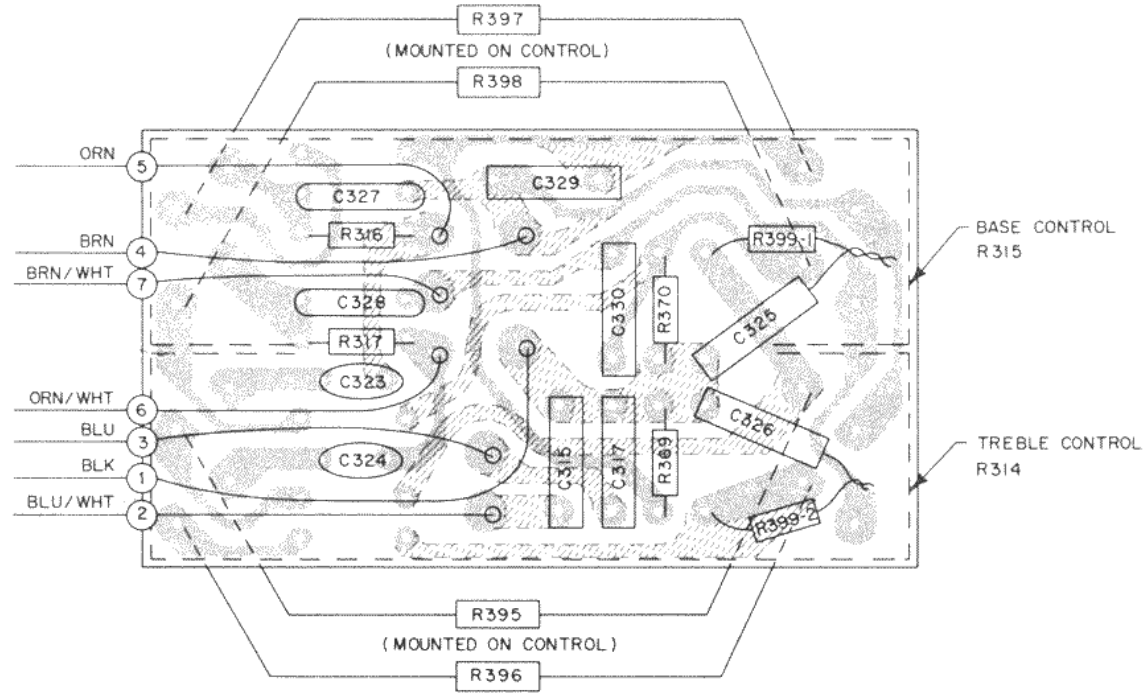 R397
(MOUNTED ON CONTROL)
R398
ORN
5
C329
C327
R316
R399-1
BASE CONTROL
R315
BRN
4
BRN/WHT
7
C328
C330
R370
C325
R317
C323
ORN/WHT
6
BLU
3
C326
C315
C317
R369
TREBLE CONTROL
R314
C324
BLK
1
BLU/WHT
2
R399-2
R395
(MOUNTED ON CONTROL)
R396